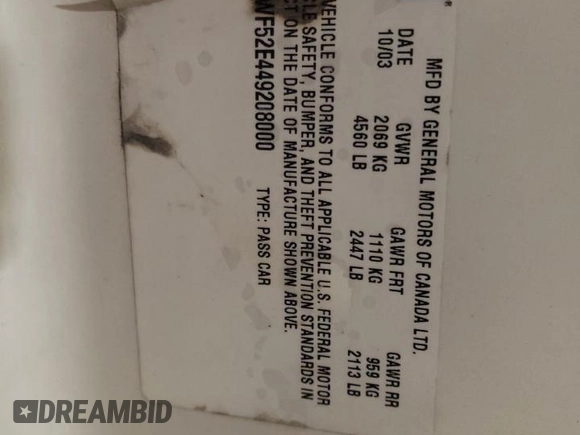 MFD BY GENERAL MOTORS OF CANADA LTD.
DATE GVWR GAWR FRT GAWR RR
10/03 2069 KG 1110 KG 959 KG
4560 LB 2447 LB 2113 LB
VEHICLE CONFORMS TO ALL APPLICABLE U.S. FEDERAL MOTOR
CLE SAFETY, BUMPER, AND THEFT PREVENTION STANDARDS IN
CT ON THE DATE OF MANUFACTURE SHOWN ABOVE.
WF52E449208000 TYPE: PASS CAR
DREAMBID